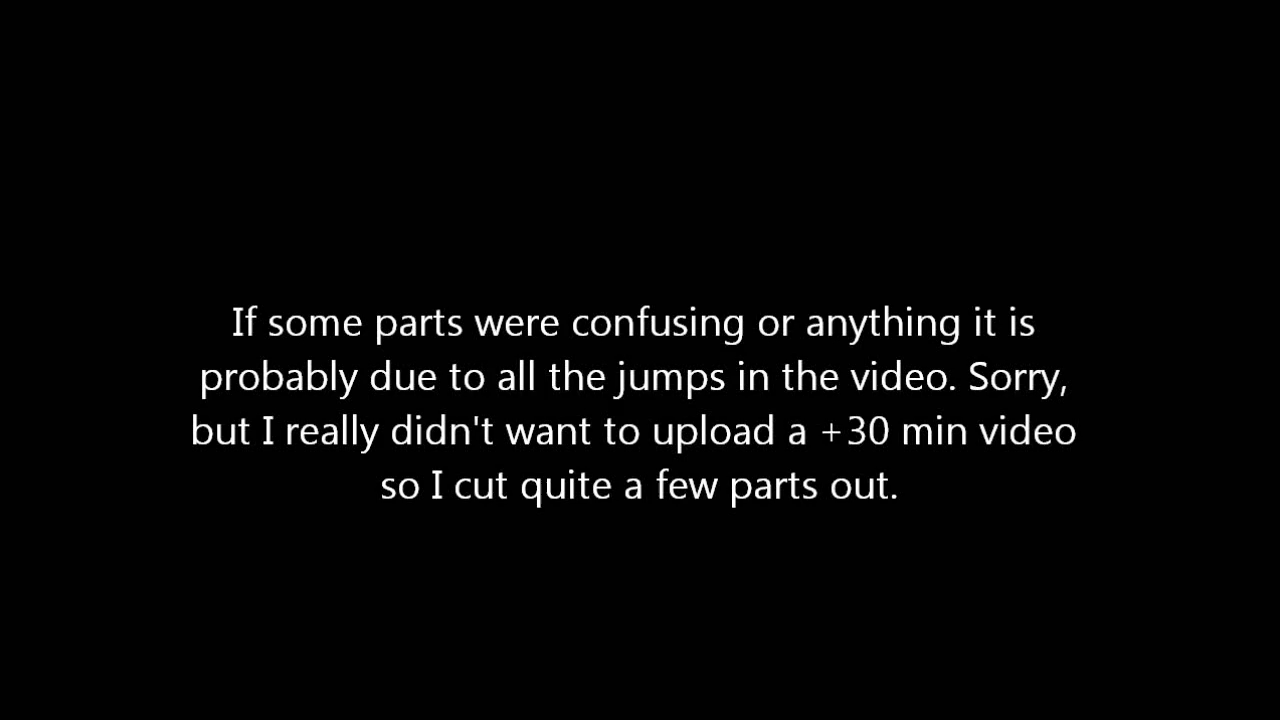 If some parts were confusing or anything it is
probably due to all the jumps in the video. Sorry,
but I really didn't want to upload a +30 min video
so I cut quite a few parts out.